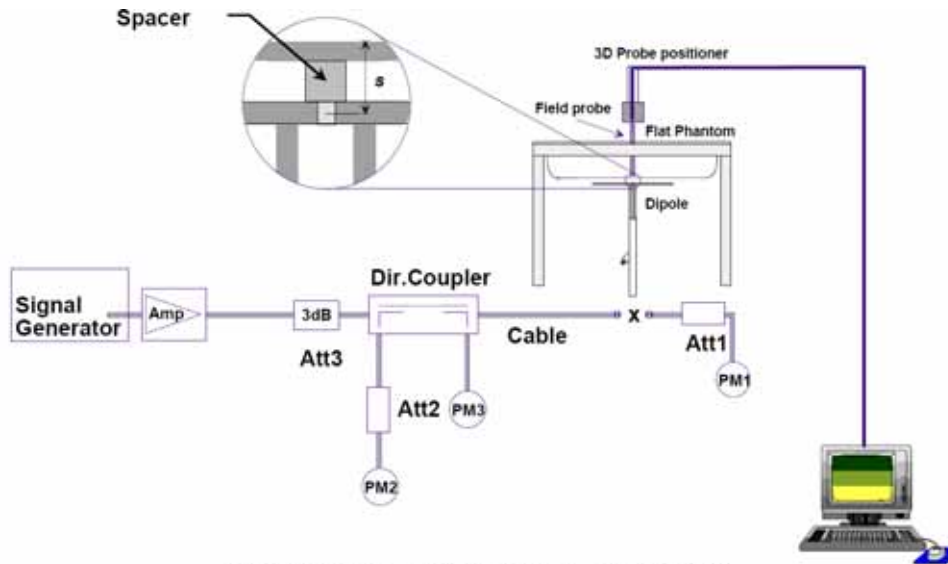 Spacer
s
3D Probe positioner
Field probe
Flat Phantom
Dipole
Dir.Coupler
Signal
Generator
Amp
3dB
Att3
Cable
x
Att1
PM1
Att2
PM3
PM2